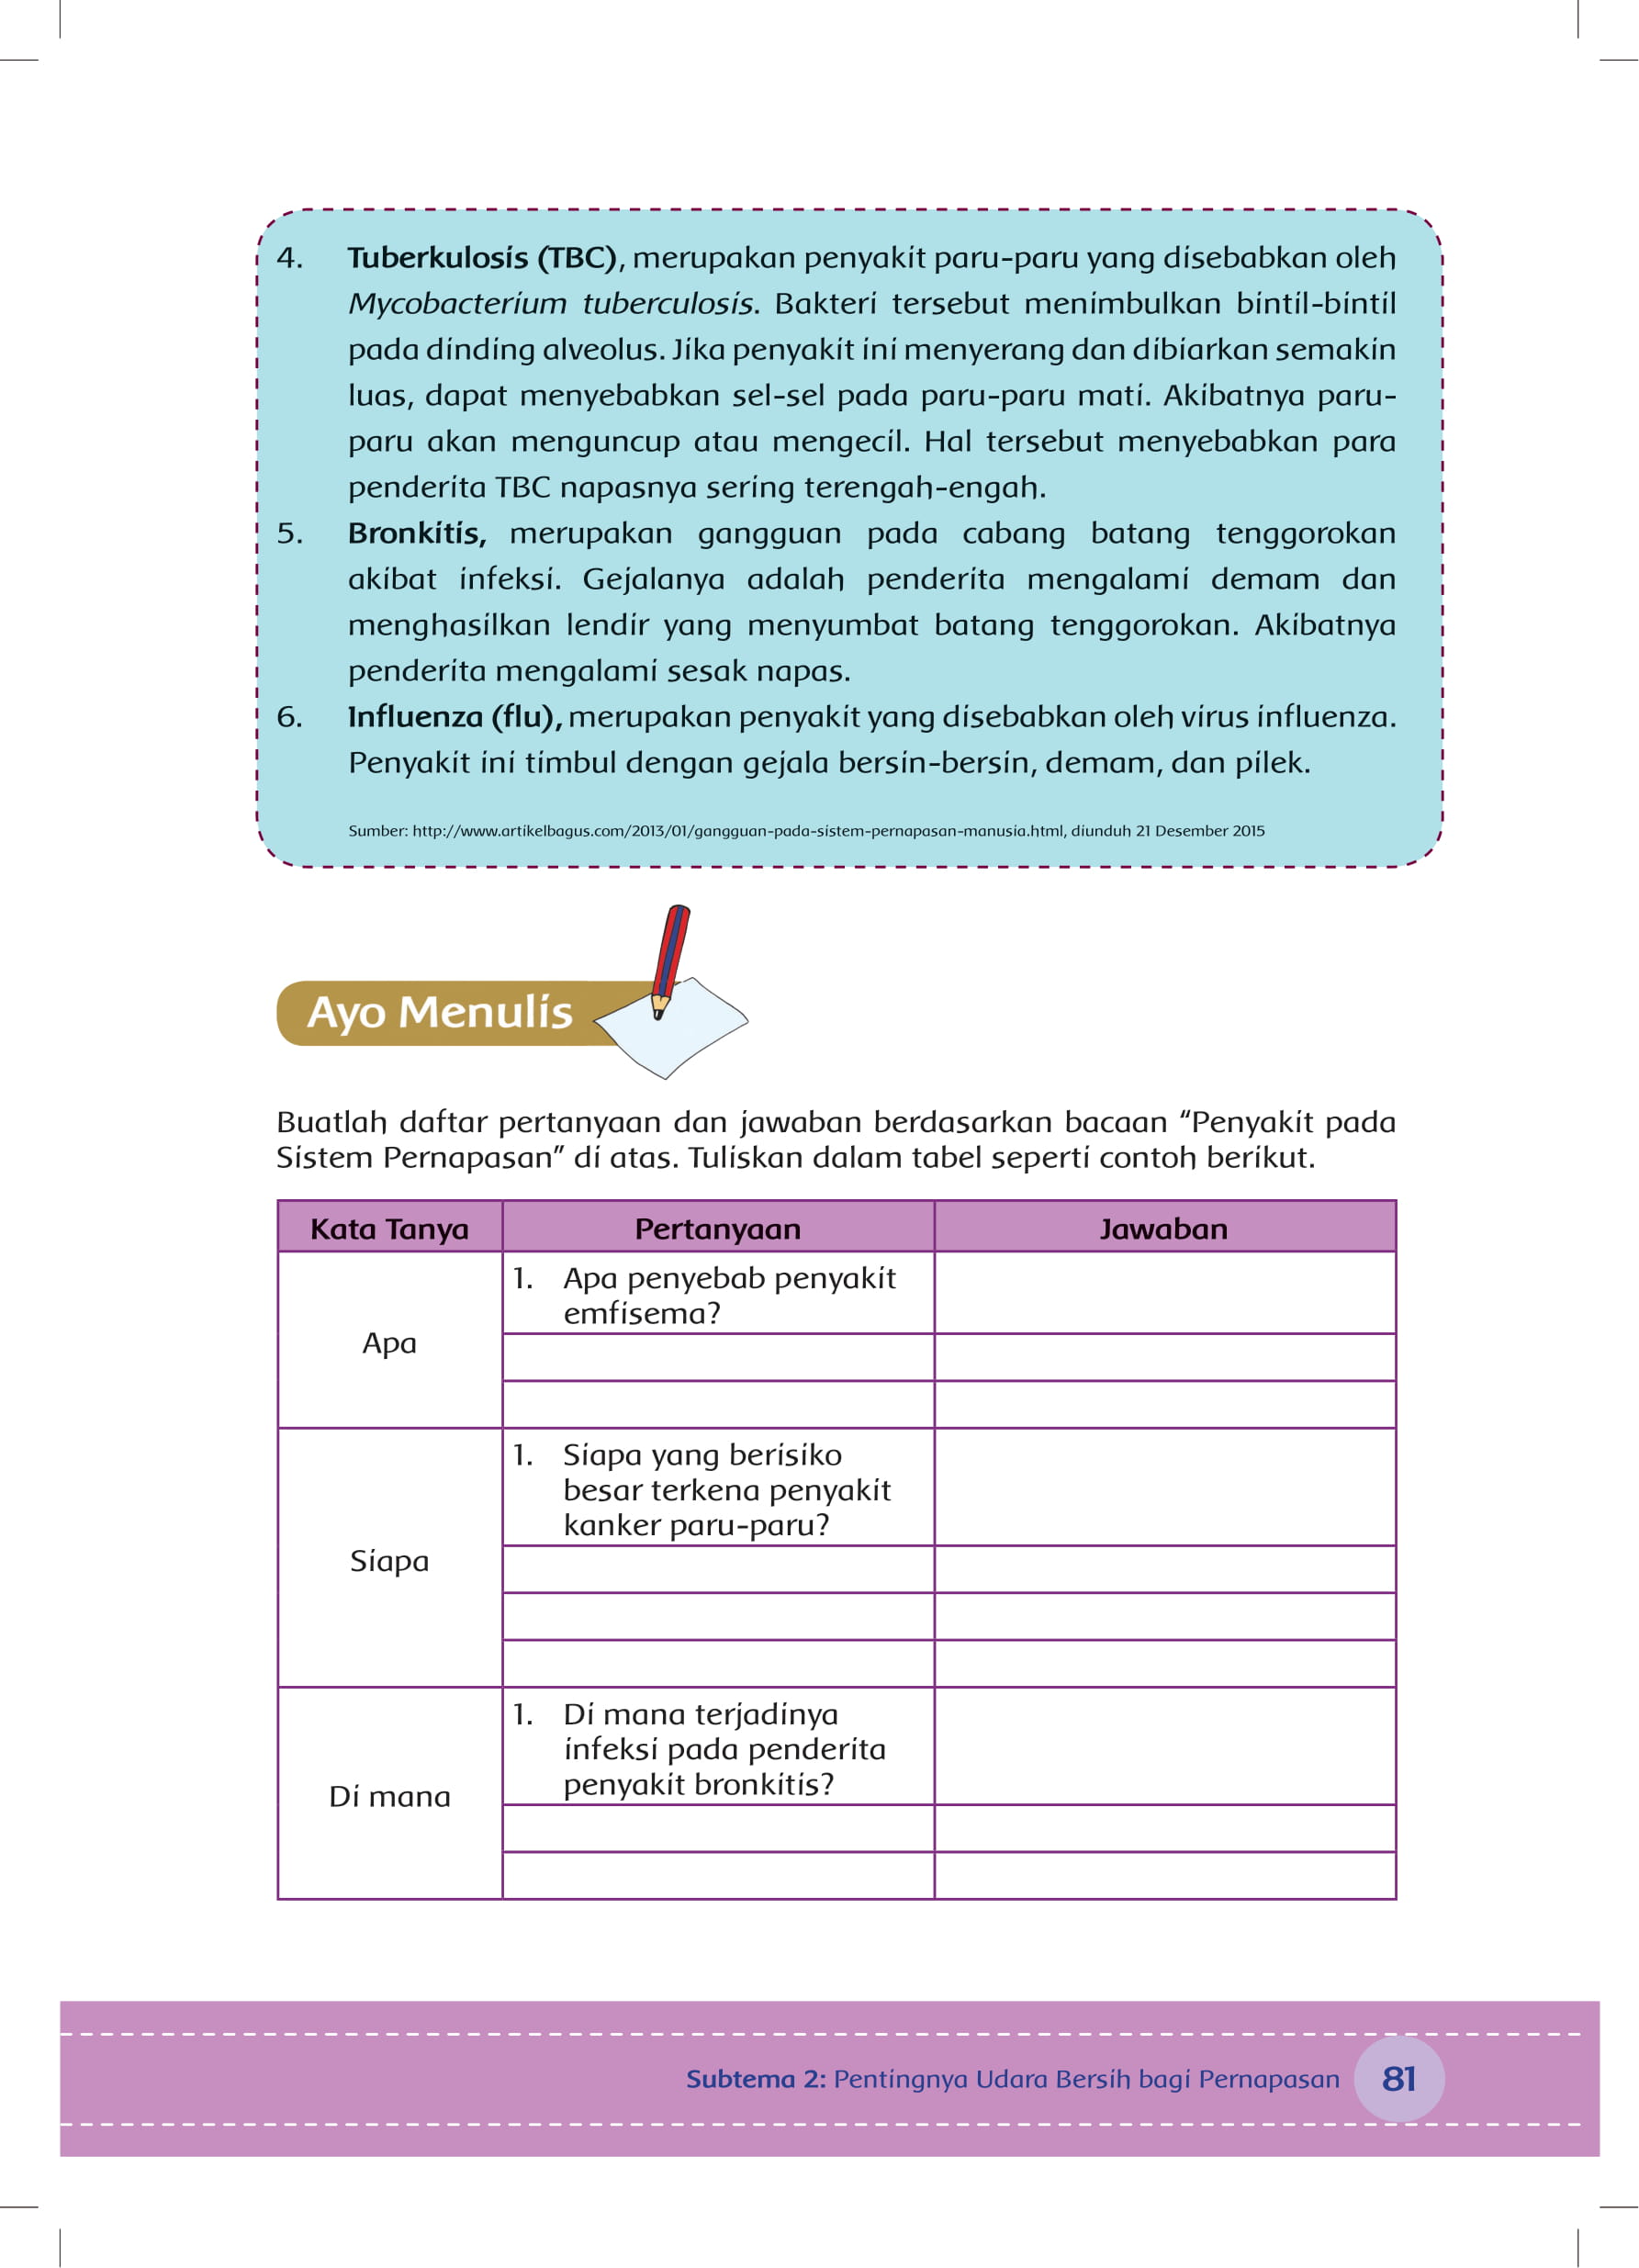 4. Tuberkulosis (TBC), merupakan penyakit paru-paru yang disebabkan oleh
Mycobacterium tuberculosis. Bakteri tersebut menimbulkan bintil-bintil
pada dinding alveolus. Jika penyakit ini menyerang dan dibiarkan semakin
luas, dapat menyebabkan sel-sel pada paru-paru mati. Akibatnya paru-
paru akan menguncup atau mengecil. Hal tersebut menyebabkan para
penderita TBC napasnya sering terengah-engah.
5. Bronkitis, merupakan gangguan pada cabang batang tenggorokan
akibat infeksi. Gejalanya adalah penderita mengalami demam dan
menghasilkan lendir yang menyumbat batang tenggorokan. Akibatnya
penderita mengalami sesak napas.
6. Influenza (flu), merupakan penyakit yang disebabkan oleh virus influenza.
Penyakit ini timbul dengan gejala bersin-bersin, demam, dan pilek.
Sumber: http://www.artikelbagus.com/2013/01/gangguan-pada-sistem-pernapasan-manusia.html, diunduh 21 Desember 2015
Ayo Menulis
Buatlah daftar pertanyaan dan jawaban berdasarkan bacaan “Penyakit pada
Sistem Pernapasan” di atas. Tuliskan dalam tabel seperti contoh berikut.
Kata Tanya Pertanyaan Jawaban
Apa
1. Apa penyebab penyakit
emfisema?
Siapa
1. Siapa yang berisiko
besar terkena penyakit
kanker paru-paru?
Di mana
1. Di mana terjadinya
infeksi pada penderita
penyakit bronkitis?
Subtema 2: Pentingnya Udara Bersih bagi Pernapasan 81